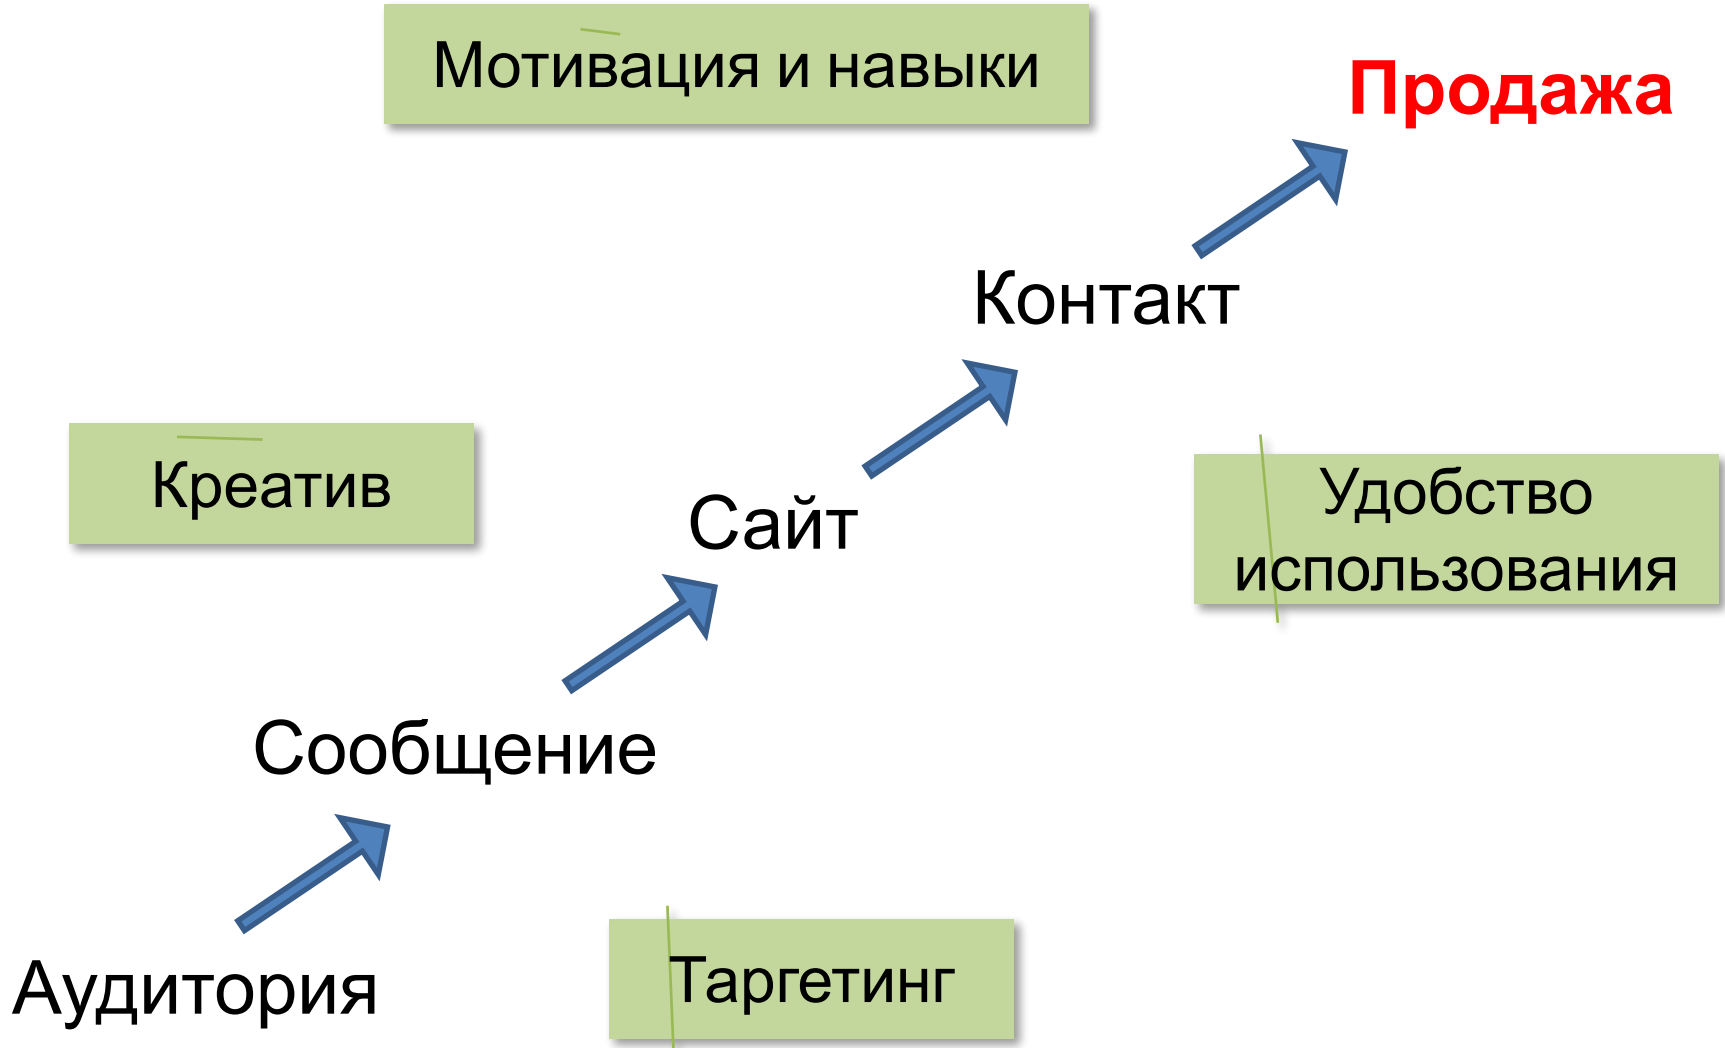 Мотивация и навыки
Продажа
Контакт
Креатив
Удобство
использования
Сайт
Сообщение
Аудитория
Таргетинг